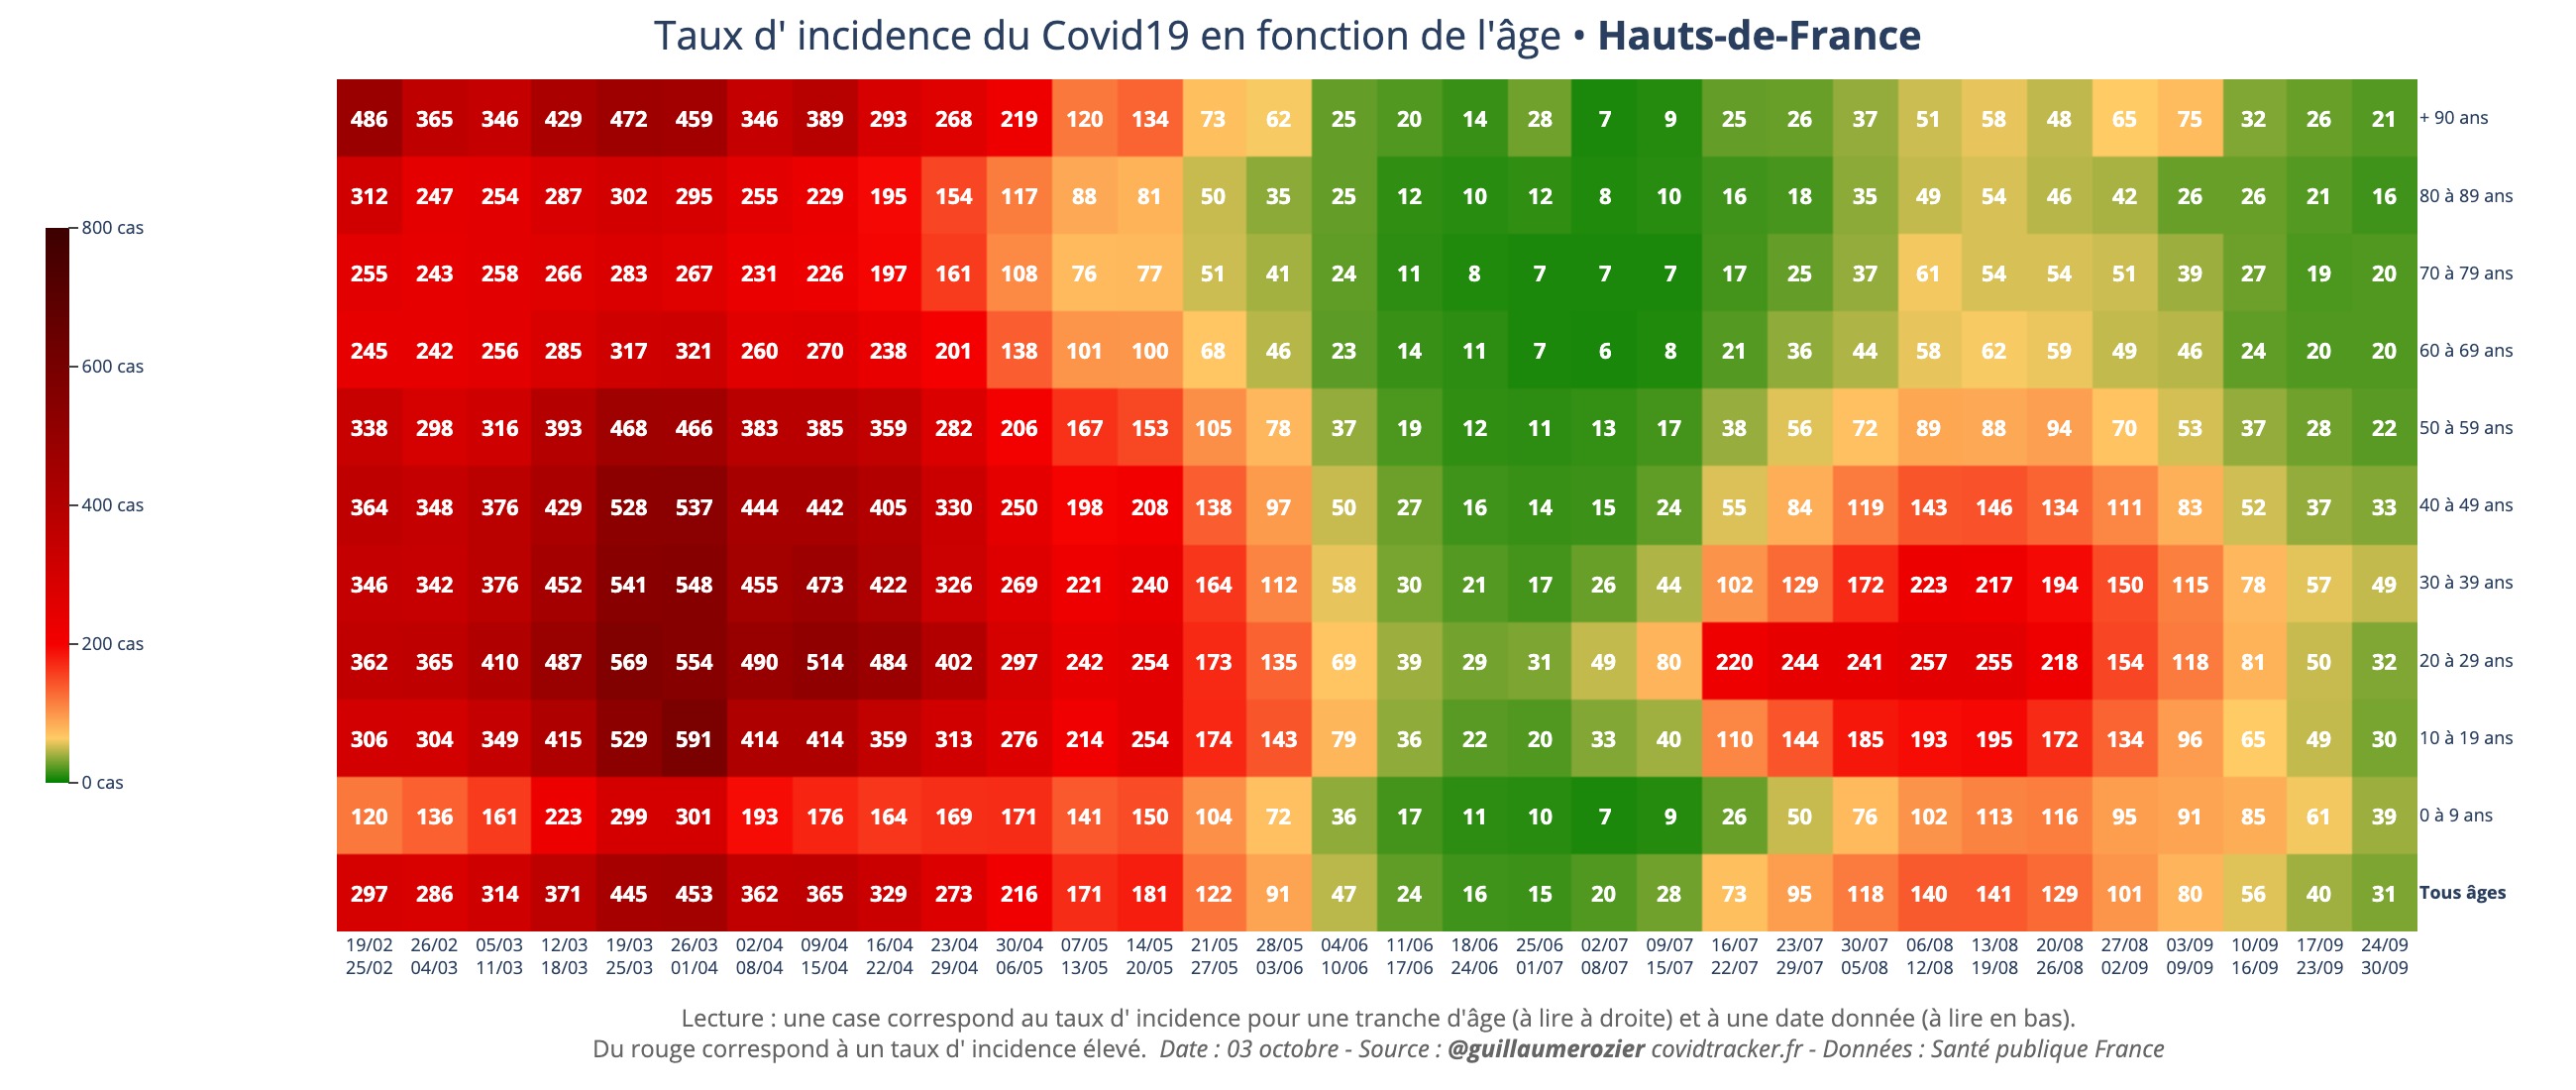 Taux d' incidence du Covid19 en fonction de l'âge • Hauts-de-France
486 365 346 429 472 459 346 389 293 268 219 120 134 73 62 25 20 14 28 7 9 25 26 37 51 58 48 65 75 32 26 21 + 90 ans
312 247 254 287 302 295 255 229 195 154 117 88 81 50 35 25 12 10 12 8 10 16 18 35 49 54 46 42 26 26 21 16 80 à 89 ans
800 cas
255 243 258 266 283 267 231 226 197 161 108 76 77 51 41 24 11 8 7 7 7 17 25 37 61 54 54 51 39 27 19 20 70 à 79 ans
245 242 256 285 317 321 260 270 238 201 138 101 100 68 46 23 14 11 7 6 8 21 36 44 58 62 59 49 46 24 20 20 60 à 69 ans
600 cas
338 298 316 393 468 466 383 385 359 282 206 167 153 105 78 37 19 12 11 13 17 38 56 72 89 88 94 70 53 37 28 22 50 à 59 ans
400 cas
364 348 376 429 528 537 444 442 405 330 250 198 208 138 97 50 27 16 14 15 24 55 84 119 143 146 134 111 83 52 37 33 40 à 49 ans
346 342 376 452 541 548 455 473 422 326 269 221 240 164 112 58 30 21 17 26 44 102 129 172 223 217 194 150 115 78 57 49 30 à 39 ans
200 cas
362 365 410 487 569 554 490 514 484 402 297 242 254 173 135 69 39 29 31 49 80 220 244 241 257 255 218 154 118 81 50 32 20 à 29 ans
306 304 349 415 529 591 414 414 359 313 276 214 254 174 143 79 36 22 20 33 40 110 144 185 193 195 172 134 96 65 49 30 10 à 19 ans
0 cas
120 136 161 223 299 301 193 176 164 169 171 141 150 104 72 36 17 11 10 7 9 26 50 76 102 113 116 95 91 85 61 39 0 à 9 ans
297 286 314 371 445 453 362 365 329 273 216 171 181 122 91 47 24 16 15 20 28 73 95 118 140 141 129 101 80 56 40 31 Tous âges
19/02 26/02 05/03 12/03 19/03 26/03 02/04 09/04 16/04 23/04 30/04 07/05 14/05 21/05 28/05 04/06 11/06 18/06 25/06 02/07 09/07 16/07 23/07 30/07 06/08 13/08 20/08 27/08 03/09 10/09 17/09 24/09
25/02 04/03 11/03 18/03 25/03 01/04 08/04 15/04 22/04 29/04 06/05 13/05 20/05 27/05 03/06 10/06 17/06 24/06 01/07 08/07 15/07 22/07 29/07 05/08 12/08 19/08 26/08 02/09 09/09 16/09 23/09 30/09
Lecture : une case correspond au taux d' incidence pour une tranche d'âge (à lire à droite) et à une date donnée (à lire en bas).
Du rouge correspond à un taux d' incidence élevé. Date : 03 octobre - Source : @guillaumerozier covidtracker.fr - Données : Santé publique France